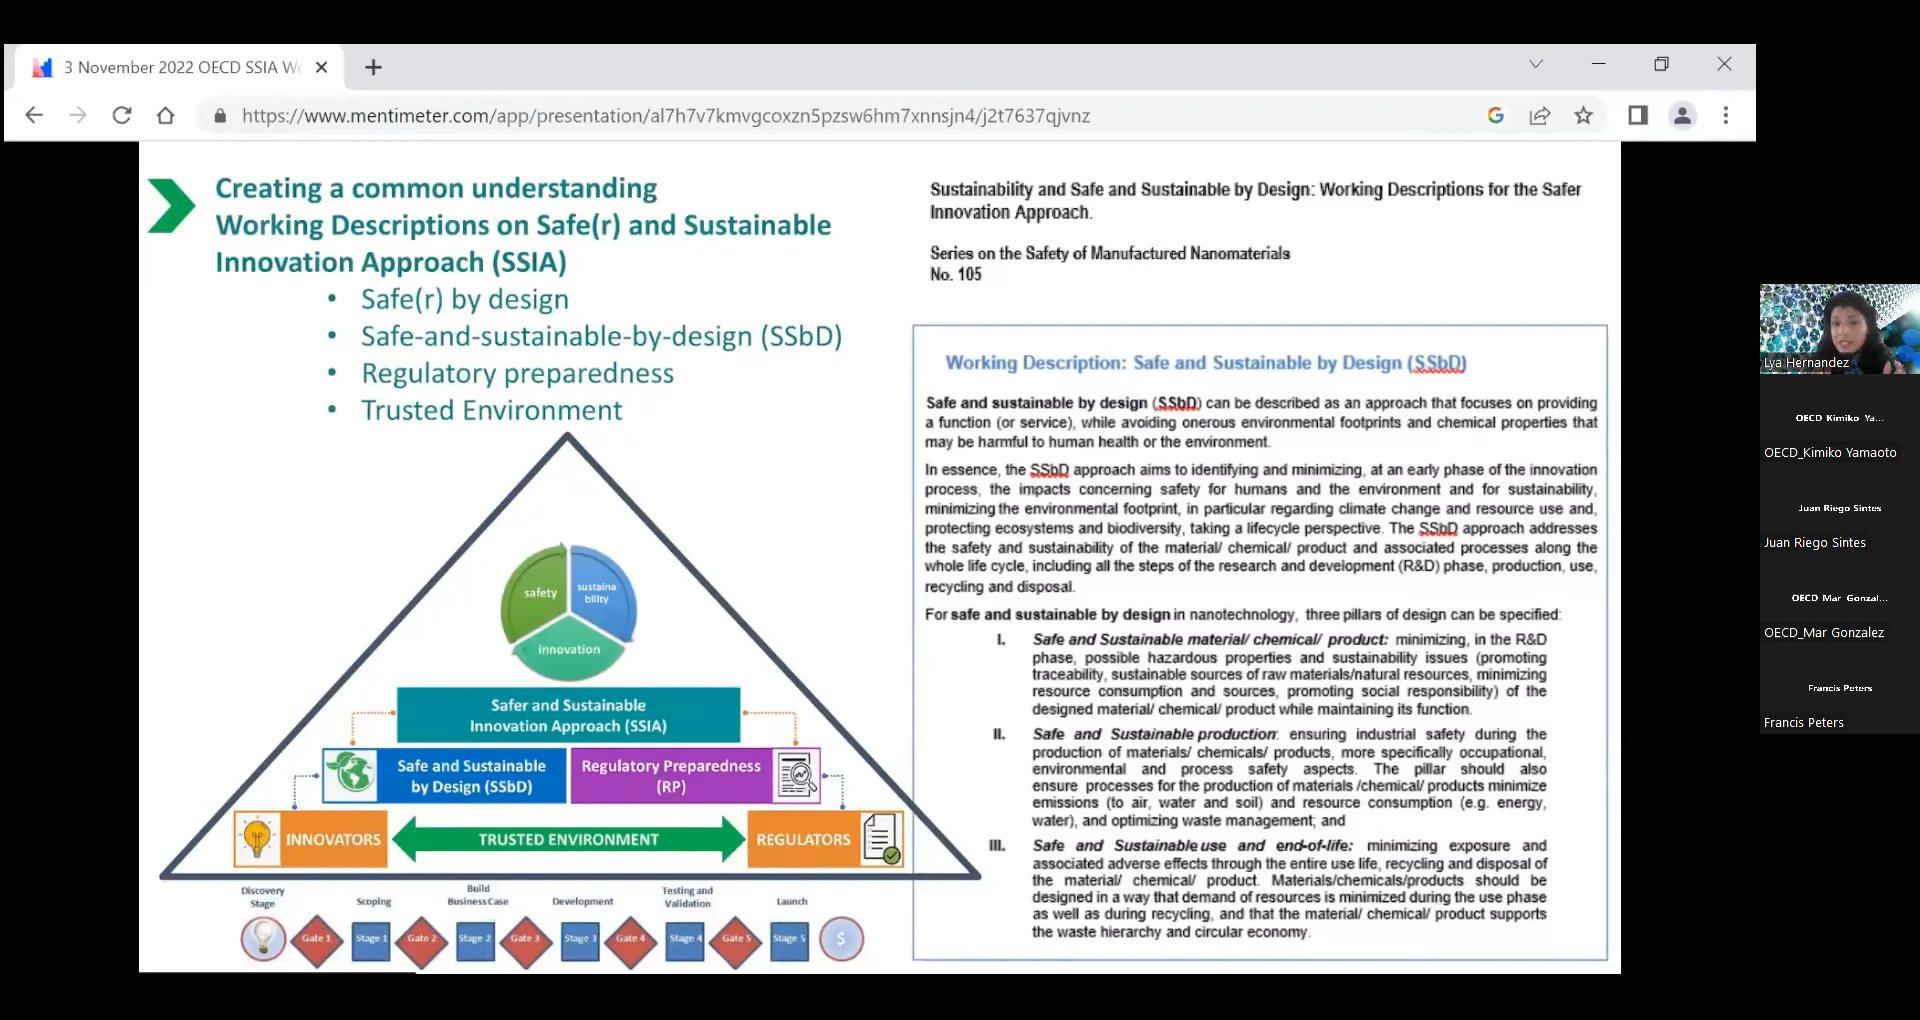 3 November 2022 OECD SSIA We
https://www.mentimeter.com/app/presentation/al7h7v7kmvgcoxzn5pzsw6hm7xnnsjn4/j2t7637qjvnz
Creating a common understanding
Working Descriptions on Safe(r) and Sustainable
Innovation Approach (SSIA)
• Safe(r) by design
• Safe-and-sustainable-by-design (SSbD)
• Regulatory preparedness
• Trusted Environment
safety
sustaina
bility
innovation
Safer and Sustainable
Innovation Approach (SSIA)
Safe and Sustainable
by Design (SSbD)
Regulatory Preparedness
(RP)
INNOVATORS
TRUSTED ENVIRONMENT
REGULATORS
Discovery
Stage
Scoping
Build
Business Case
Development
Testing and
Validation
Launch
Gate 1
Stage 1
Gate 2
Stage 2
Gate 3
Stage 3
Gate 4
Stage 4
Gate 5
Stage 5
$
Sustainability and Safe and Sustainable by Design: Working Descriptions for the Safer
Innovation Approach.
Series on the Safety of Manufactured Nanomaterials
No. 105
Working Description: Safe and Sustainable by Design (SSbD)
Safe and sustainable by design (SSbD) can be described as an approach that focuses on providing
a function (or service), while avoiding onerous environmental footprints and chemical properties that
may be harmful to human health or the environment.
In essence, the SSbD approach aims to identifying and minimizing, at an early phase of the innovation
process, the impacts concerning safety for humans and the environment and for sustainability,
minimizing the environmental footprint, in particular regarding climate change and resource use and,
protecting ecosystems and biodiversity, taking a lifecycle perspective. The SSbD approach addresses
the safety and sustainability of the material/ chemical/ product and associated processes along the
whole life cycle, including all the steps of the research and development (R&D) phase, production, use,
recycling and disposal.
For safe and sustainable by design in nanotechnology, three pillars of design can be specified:
I. Safe and Sustainable material/ chemical/ product: minimizing, in the R&D
phase, possible hazardous properties and sustainability issues (promoting
traceability, sustainable sources of raw materials/natural resources, minimizing
resource consumption and sources, promoting social responsibility) of the
designed material/ chemical/ product while maintaining its function.
II. Safe and Sustainable production: ensuring industrial safety during the
production of materials/ chemicals/ products, more specifically occupational,
environmental and process safety aspects. The pillar should also
ensure processes for the production of materials /chemical/ products minimize
emissions (to air, water and soil) and resource consumption (e.g. energy,
water), and optimizing waste management; and
III. Safe and Sustainable use and end-of-life: minimizing exposure and
associated adverse effects through the entire use life, recycling and disposal of
the material/ chemical/ product. Materials/chemicals/products should be
designed in a way that demand of resources is minimized during the use phase
as well as during recycling, and that the material/ chemical/ product supports
the waste hierarchy and circular economy.
Lya Hernandez
OECD Kimiko Ya...
OECD_Kimiko Yamaoto
Juan Riego Sintes
Juan Riego Sintes
OECD Mar Gonzal...
OECD_Mar Gonzalez
Francis Peters
Francis Peters